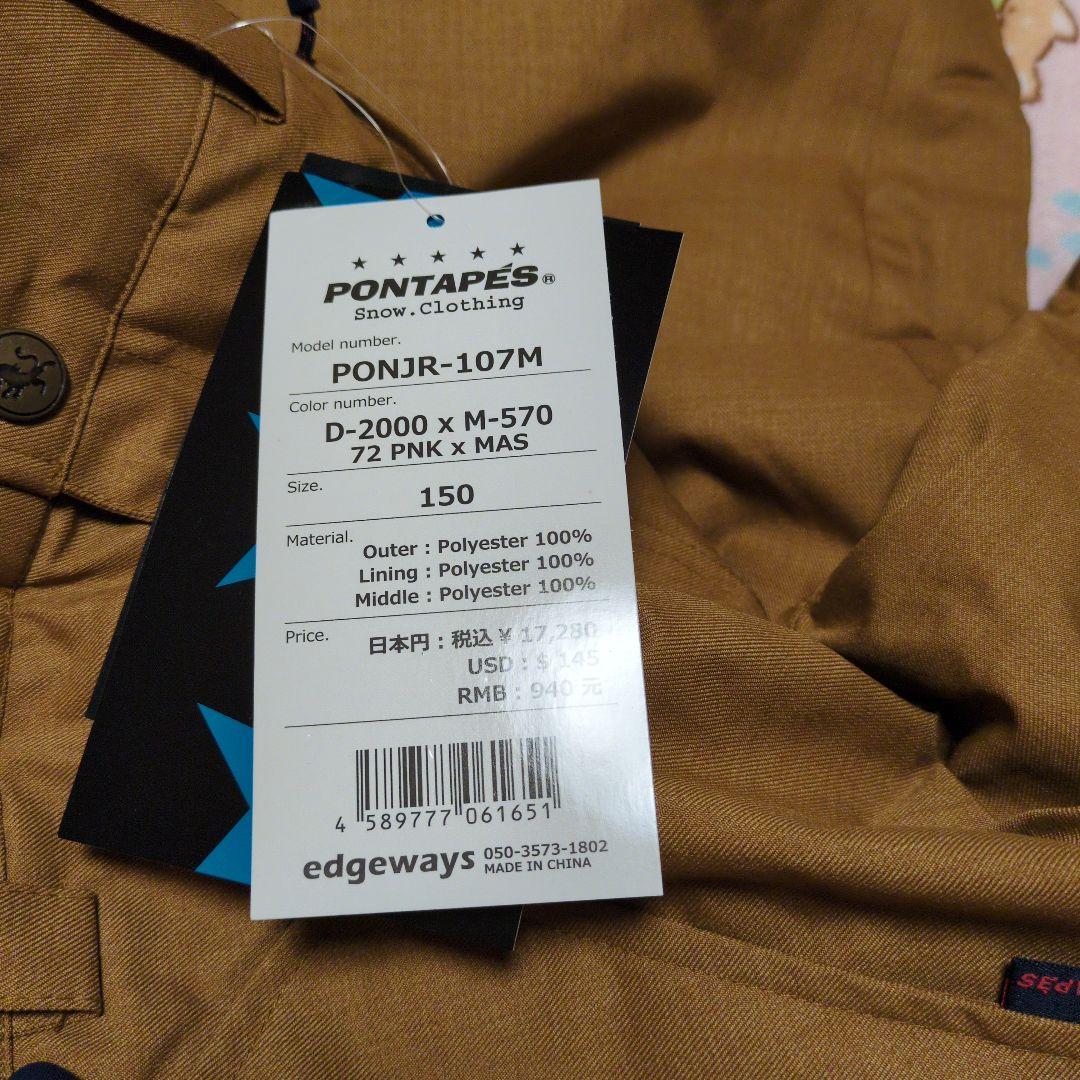 ★ ★ ★ ★ ★
PONTAPÉS®
Snow.Clothing
Model number.
PONJR-107M
Color number.
D-2000 x M-570
72 PNK x MAS
Size.
150
Material.
Outer : Polyester 100%
Lining : Polyester 100%
Middle : Polyester 100%
Price.
日本円 : 税込 ¥ 17,280
USD : $ 145
RMB : 940 元
4 589777 061651
edgeways 050-3573-1802
MADE IN CHINA